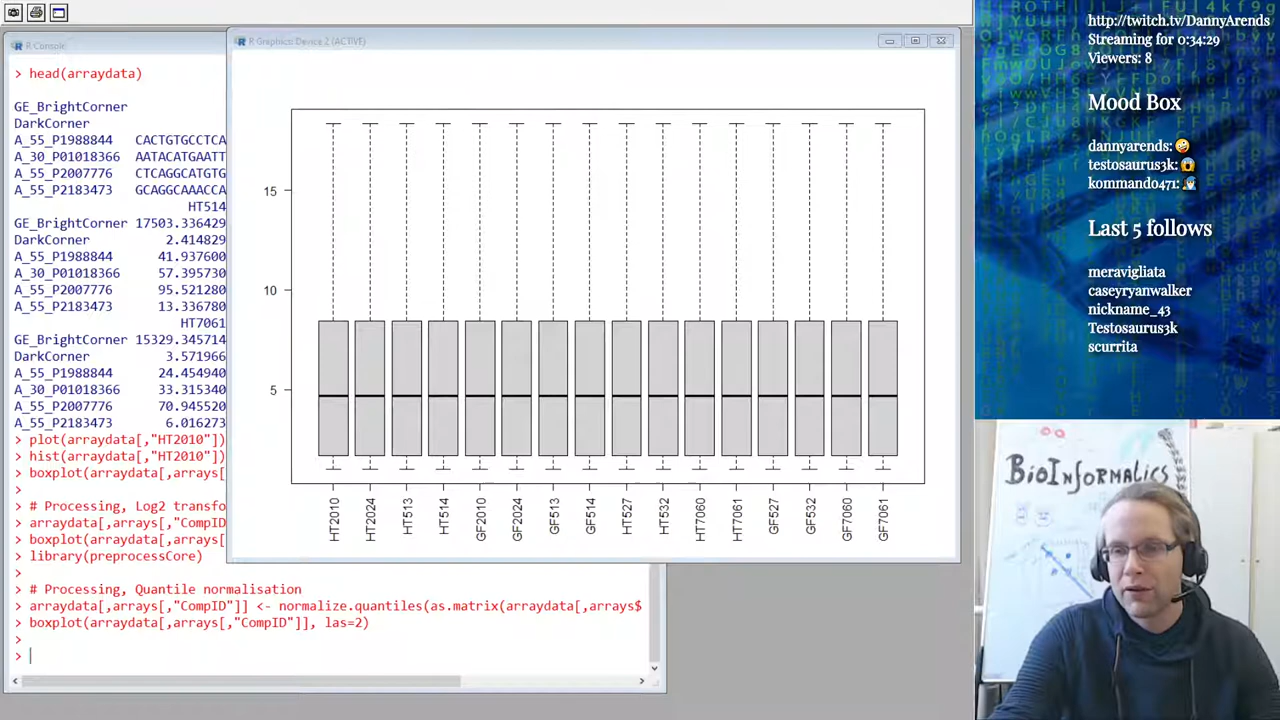 R Console
> head(arraydata)
GE_BrightCorner
DarkCorner
A_55_P1988844 CACTGTGCCTCA
A_30_P01018366 AATACATGAATT
A_55_P2007776 CTCAGGCATGTG
A_55_P2183473 GCAGGCAAACCA
HT514
GE_BrightCorner 17503.336429
DarkCorner 2.414829
A_55_P1988844 41.937600
A_30_P01018366 57.395730
A_55_P2007776 95.521280
A_55_P2183473 13.336780
HT7061
GE_BrightCorner 15329.345714
DarkCorner 3.571966
A_55_P1988844 24.454940
A_30_P01018366 33.315340
A_55_P2007776 70.945520
A_55_P2183473 6.016273
> plot(arraydata[,"HT2010"])
> hist(arraydata[,"HT2010"])
> boxplot(arraydata[,arrays[,
>
> # Processing, Log2 transfo
> arraydata[,arrays[,"CompID
> boxplot(arraydata[,arrays[,
> library(preprocessCore)
>
> # Processing, Quantile normalisation
> arraydata[,arrays[,"CompID"]] <- normalize.quantiles(as.matrix(arraydata[,arrays$
> boxplot(arraydata[,arrays[,"CompID"]], las=2)
>
>
R Graphics: Device 2 (ACTIVE)
15
10
5
HT2010
HT2024
HT513
HT514
GF2010
GF2024
GF513
GF514
HT527
HT532
HT7060
HT7061
GF527
GF532
GF7060
GF7061
http://twitch.tv/DannyArends
Streaming for 0:34:29
Viewers: 8
Mood Box
dannyarends:
testosaurus3k:
kommando471:
Last 5 follows
meravigliata
caseyryanwalker
nickname_43
Testosaurus3k
scurrita
BioInformatics